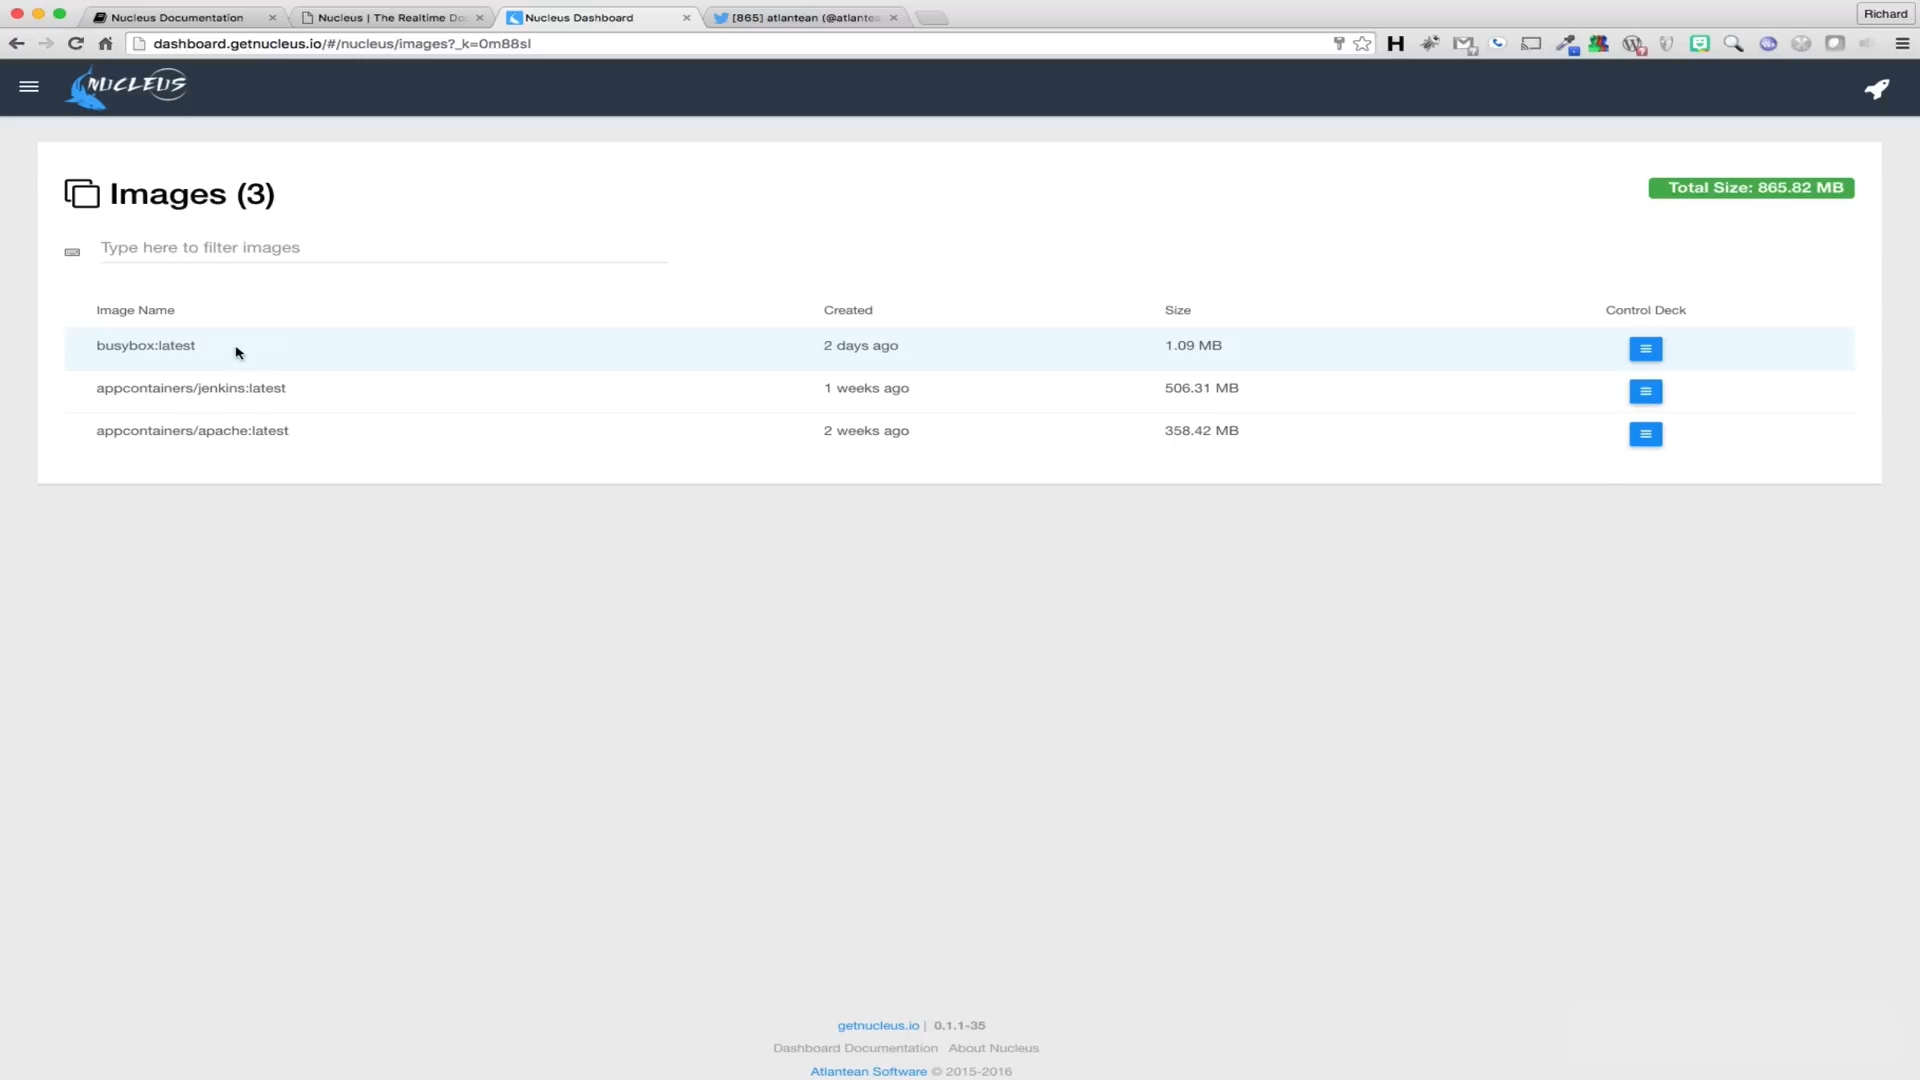 Nucleus Documentation
Nucleus | The Realtime Do
Nucleus Dashboard
[865] atlantean (@atlantea
Richard
dashboard.getnucleus.io/#/nucleus/images?_k=0m88sl
NUCLEUS
Images (3)
Total Size: 865.82 MB
Type here to filter images
Image Name Created Size Control Deck
busybox:latest 2 days ago 1.09 MB
appcontainers/jenkins:latest 1 weeks ago 506.31 MB
appcontainers/apache:latest 2 weeks ago 358.42 MB
getnucleus.io | 0.1.1-35
Dashboard Documentation About Nucleus
Atlantean Software © 2015-2016